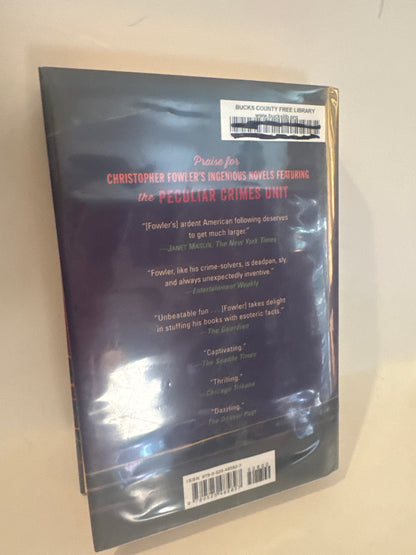 BUCKS COUNTY FREE LIBRARY
Praise for
CHRISTOPHER FOWLER'S INGENIOUS NOVELS FEATURING
the PECULIAR CRIMES UNIT
"[Fowler's] ardent American following deserves
to get much larger."
—JANET MASLIN, The New York Times
"Fowler, like his crime-solvers, is deadpan, sly,
and always unexpectedly inventive."
—Entertainment Weekly
"Unbeatable fun . . . [Fowler] takes delight
in stuffing his books with esoteric facts."
—The Guardian
"Captivating."
—The Seattle Times
"Thrilling."
—Chicago Tribune
"Dazzling."
—The Denver Post